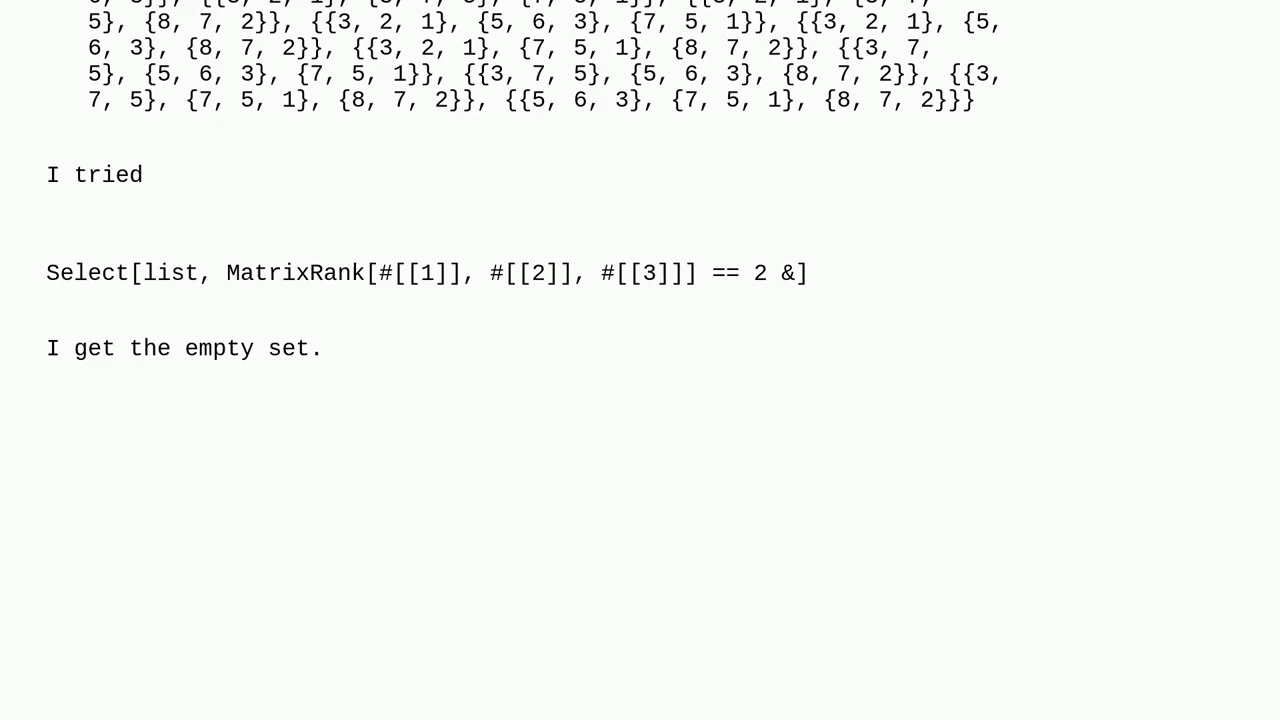 5}, {8, 7, 2}}, {{3, 2, 1}, {5, 6, 3}, {7, 5, 1}}, {{3, 2, 1}, {5,
6, 3}, {8, 7, 2}}, {{3, 2, 1}, {7, 5, 1}, {8, 7, 2}}, {{3, 7,
5}, {5, 6, 3}, {7, 5, 1}}, {{3, 7, 5}, {5, 6, 3}, {8, 7, 2}}, {{3,
7, 5}, {7, 5, 1}, {8, 7, 2}}, {{5, 6, 3}, {7, 5, 1}, {8, 7, 2}}}
I tried
Select[list, MatrixRank[#[[1]], #[[2]], #[[3]]] == 2 &]
I get the empty set.